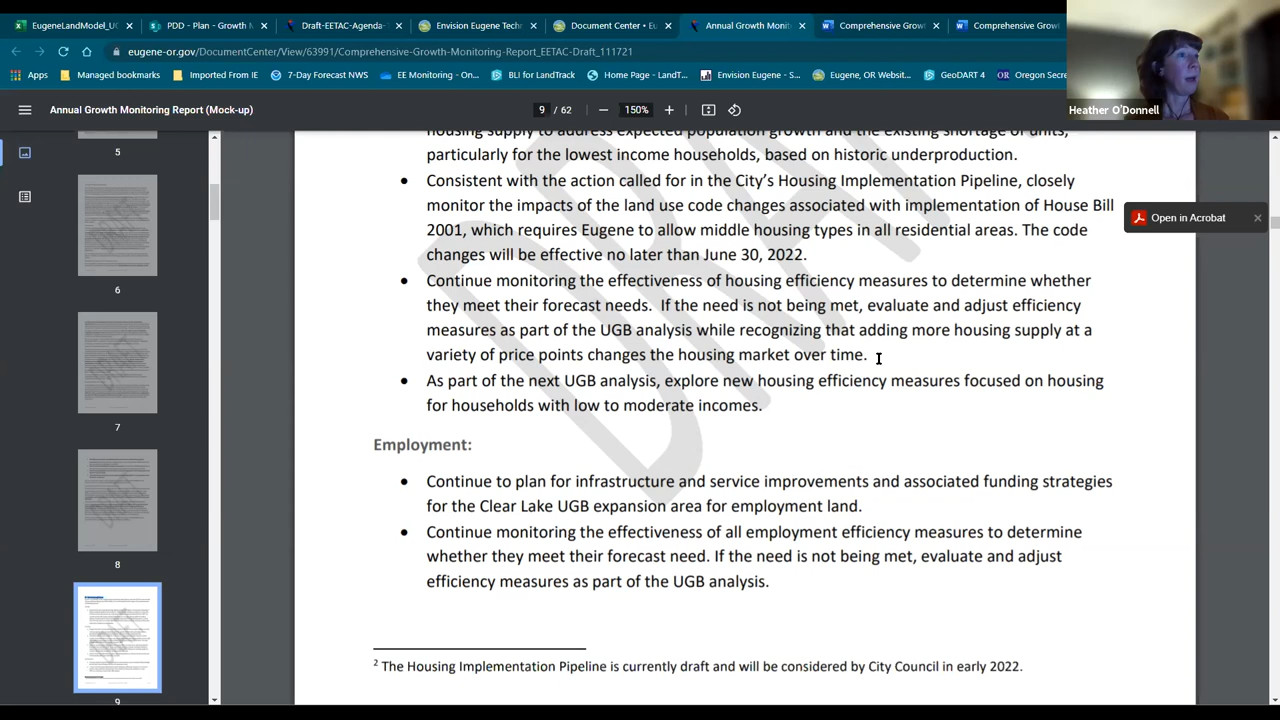 EugeneLandModel_U
PDD - Plan - Growth M
Draft-EETAC-Agenda-
Envision Eugene Techn
Document Center • Eu
Annual Growth Monito
Comprehensive Growth
Comprehensive Grow
eugene-or.gov/DocumentCenter/View/63991/Comprehensive-Growth-Monitoring-Report_EETAC-Draft_111721
Apps
Managed bookmarks
Imported From IE
7-Day Forecast NWS
EE Monitoring - On...
BLI for LandTrack
Home Page - LandT...
Envision Eugene - S...
Eugene, OR Websit...
GeoDART 4
Oregon Secre
Heather O'Donnell
Annual Growth Monitoring Report (Mock-up)
9 / 62
150%
Open in Acrobat
5
6
7
8
9
housing supply to address expected population growth and the existing shortage of units,
particularly for the lowest income households, based on historic underproduction.
• Consistent with the action called for in the City's Housing Implementation Pipeline, closely
monitor the impacts of the land use code changes associated with implementation of House Bill
2001, which requires Eugene to allow middle housing types in all residential areas. The code
changes will be effective no later than June 30, 2022.
• Continue monitoring the effectiveness of housing efficiency measures to determine whether
they meet their forecast needs. If the need is not being met, evaluate and adjust efficiency
measures as part of the UGB analysis while recognizing that adding more housing supply at a
variety of price points changes the housing market over time.
• As part of the next UGB analysis, explore new housing efficiency measures focused on housing
for households with low to moderate incomes.
Employment:
• Continue to plan for infrastructure and service improvements and associated funding strategies
for the Clear Lake UGB expansion area for employment land.
• Continue monitoring the effectiveness of all employment efficiency measures to determine
whether they meet their forecast need. If the need is not being met, evaluate and adjust
efficiency measures as part of the UGB analysis.
2 The Housing Implementation Pipeline is currently draft and will be considered by City Council in early 2022.